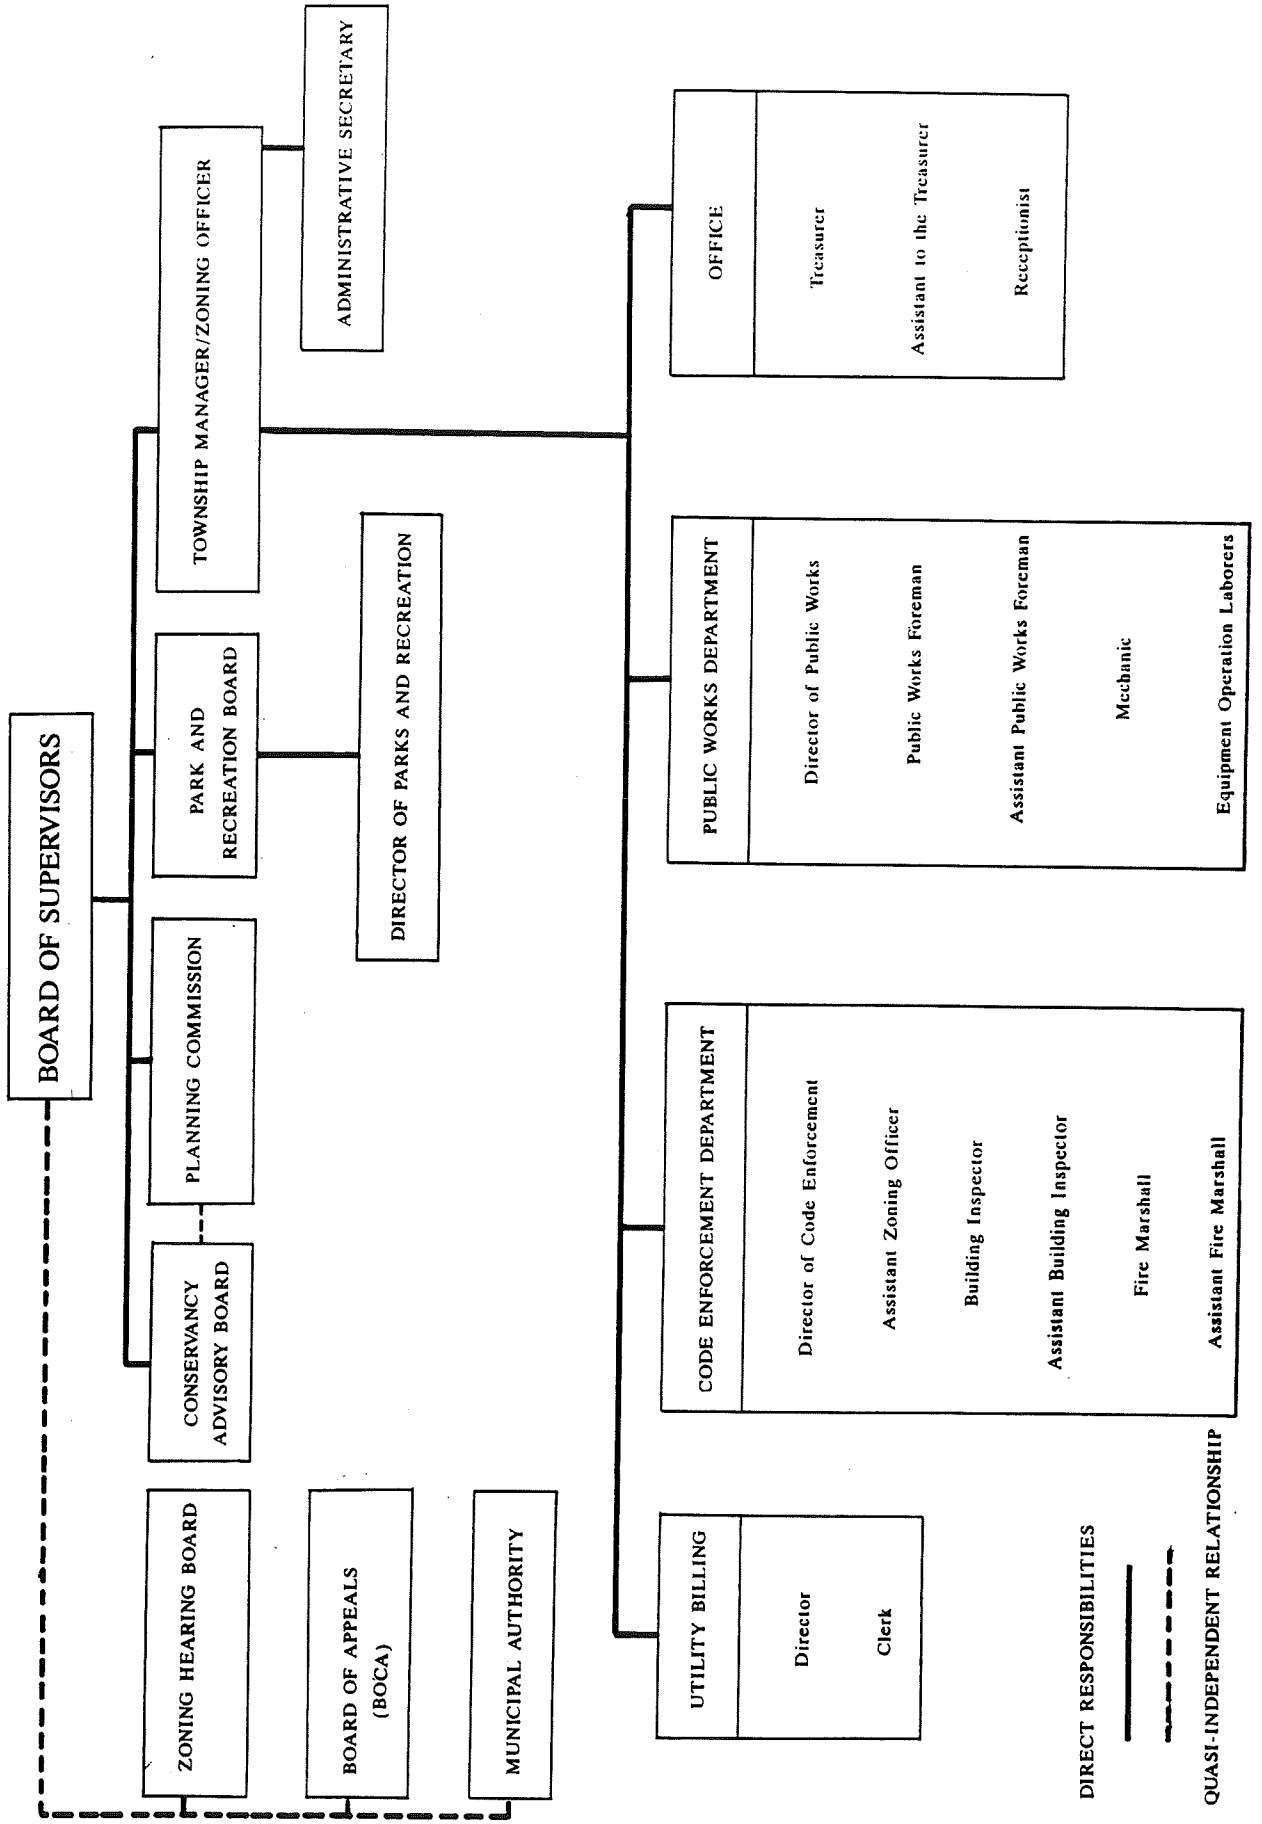 BOARD OF SUPERVISORS
ZONING HEARING BOARD
BOARD OF APPEALS
(BOCA)
MUNICIPAL AUTHORITY
CONSERVANCY
ADVISORY BOARD
PLANNING COMMISSION
PARK AND
RECREATION BOARD
DIRECTOR OF PARKS AND RECREATION
TOWNSHIP MANAGER/ZONING OFFICER
ADMINISTRATIVE SECRETARY
UTILITY BILLING
Director
Clerk
CODE ENFORCEMENT DEPARTMENT
Director of Code Enforcement
Assistant Zoning Officer
Building Inspector
Assistant Building Inspector
Fire Marshall
Assistant Fire Marshall
PUBLIC WORKS DEPARTMENT
Director of Public Works
Public Works Foreman
Assistant Public Works Foreman
Mechanic
Equipment Operation Laborers
OFFICE
Treasurer
Assistant to the Treasurer
Receptionist
DIRECT RESPONSIBILITIES
QUASI-INDEPENDENT RELATIONSHIP